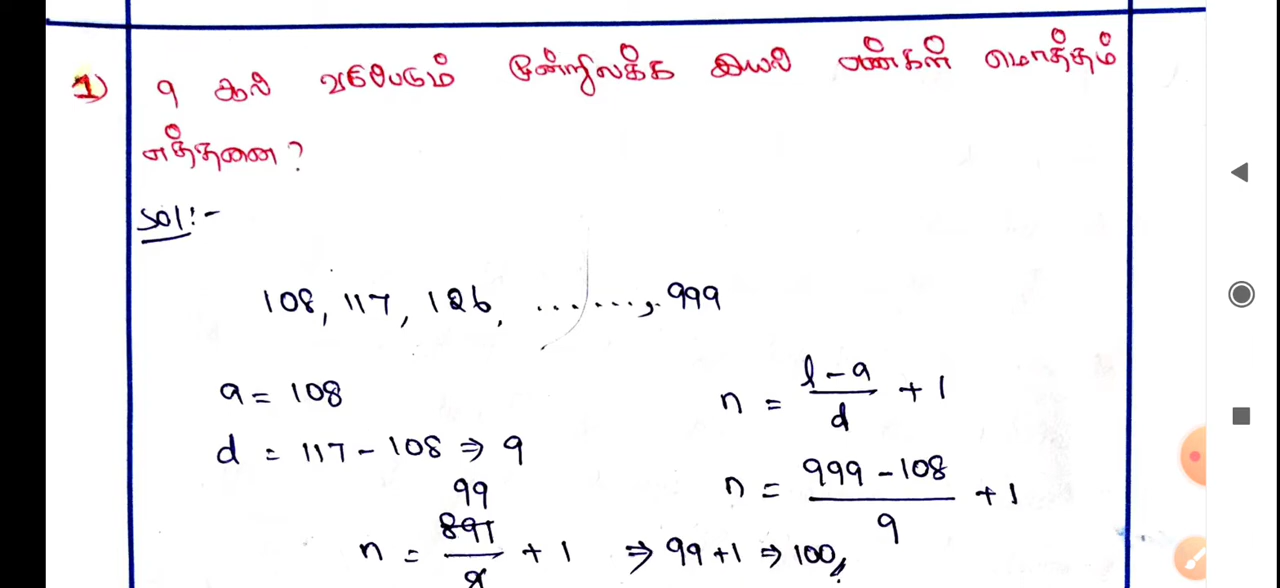 1) 9 ஆல் வகுபடும் மூன்றிலக்க இயல் எண்கள் மொத்தம்
எத்தனை?
Sol:-
108, 117, 126, ........, 999
a = 108
d = 117 - 108 ⇒ 9
n = (l - a)/d + 1
n = (999 - 108)/9 + 1
n = 891/9 + 1 ⇒ 99 + 1 ⇒ 100
99